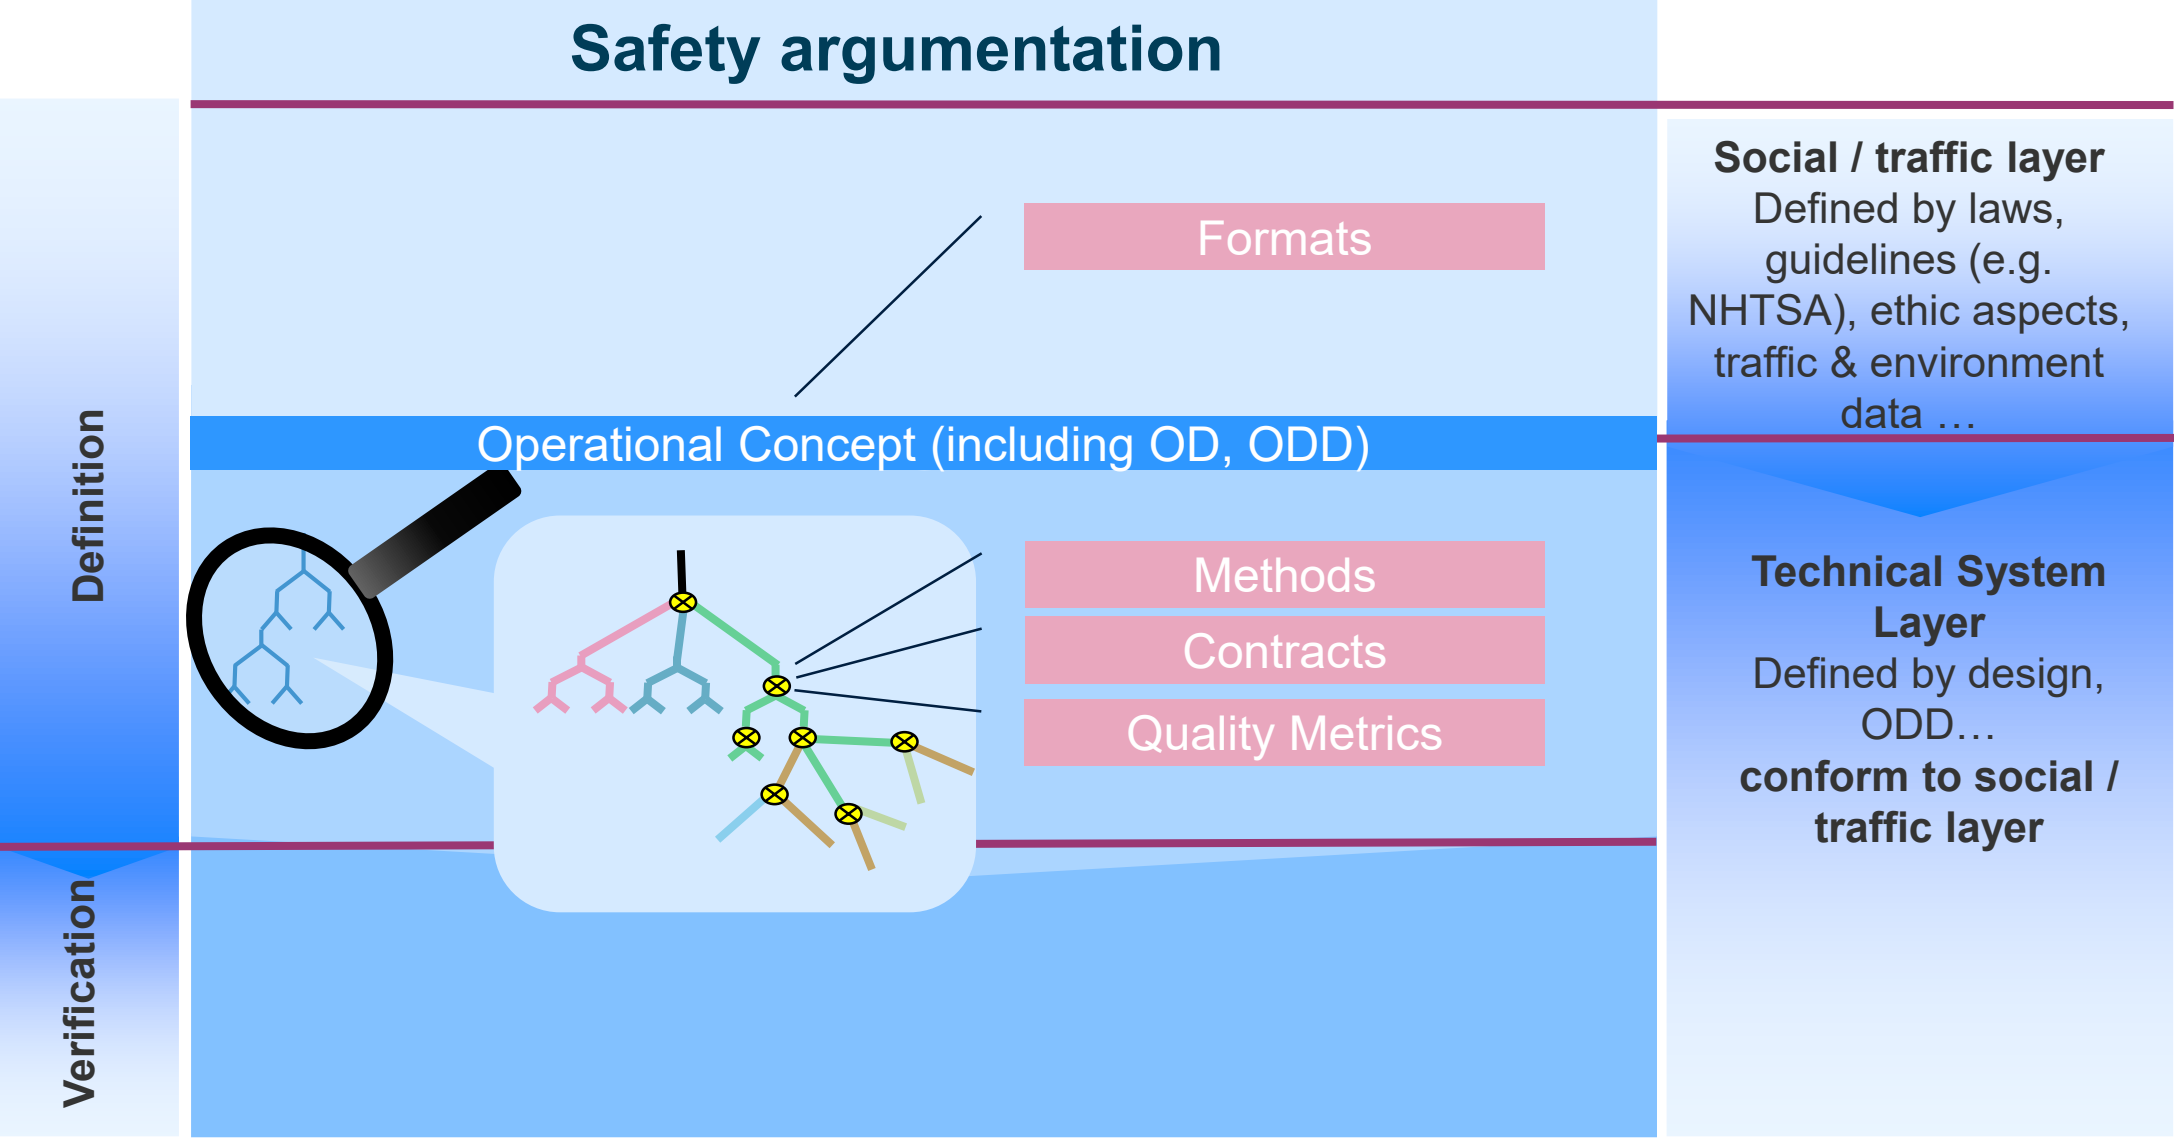 Safety argumentation
Social / traffic layer
Defined by laws,
guidelines (e.g.
NHTSA), ethic aspects,
traffic & environment
data …
Formats
Operational Concept (including OD, ODD)
Definition
Methods
Contracts
Quality Metrics
Technical System
Layer
Defined by design,
ODD…
conform to social /
traffic layer
Verification